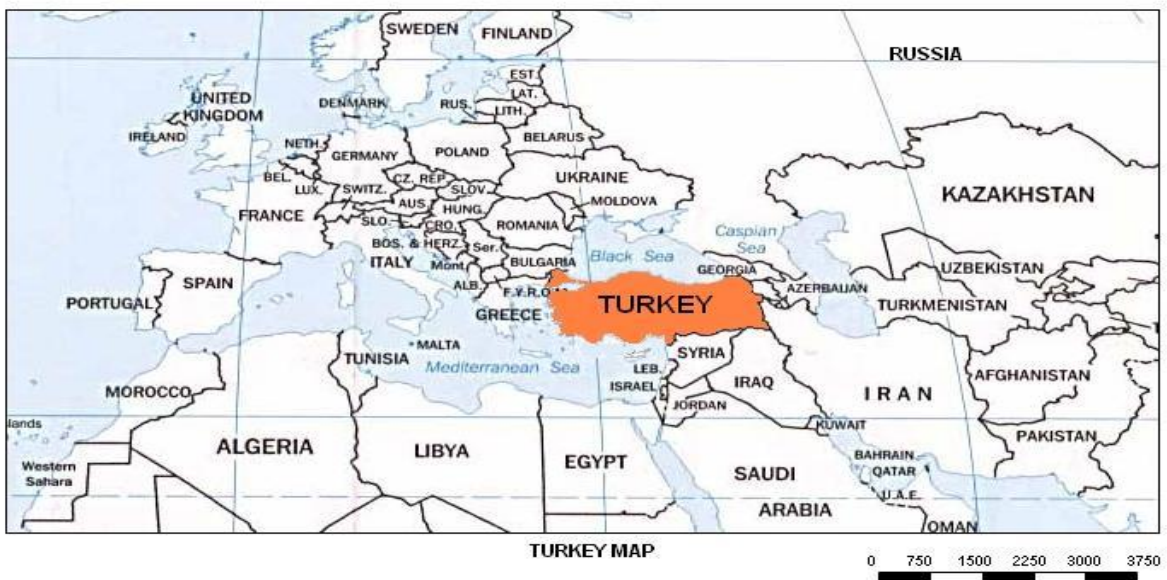 SWEDEN
FINLAND
RUSSIA
EST.
LAT.
LITH.
RUS.
DENMARK
UNITED
KINGDOM
IRELAND
NETH.
BELARUS
GERMANY
POLAND
BEL.
LUX.
CZ. REP.
SLOV.
UKRAINE
KAZAKHSTAN
SWITZ.
AUS.
HUNG.
MOLDOVA
FRANCE
SLO.
CRO.
ROMANIA
BOS. & HERZ.
Ser.
Caspian
Sea
ITALY
Mont.
BULGARIA
Black Sea
GEORGIA
UZBEKISTAN
SPAIN
ALB.
F.Y.R.O.M
AZERBAIJAN
PORTUGAL
GREECE
TURKEY
TURKMENISTAN
TUNISIA
MALTA
Mediterranean Sea
SYRIA
LEB.
ISRAEL
IRAQ
IRAN
AFGHANISTAN
MOROCCO
JORDAN
lands
KUWAIT
PAKISTAN
ALGERIA
LIBYA
EGYPT
BAHRAIN
QATAR
Western
Sahara
SAUDI
ARABIA
U.A.E.
OMAN
TURKEY MAP
0 750 1500 2250 3000 3750